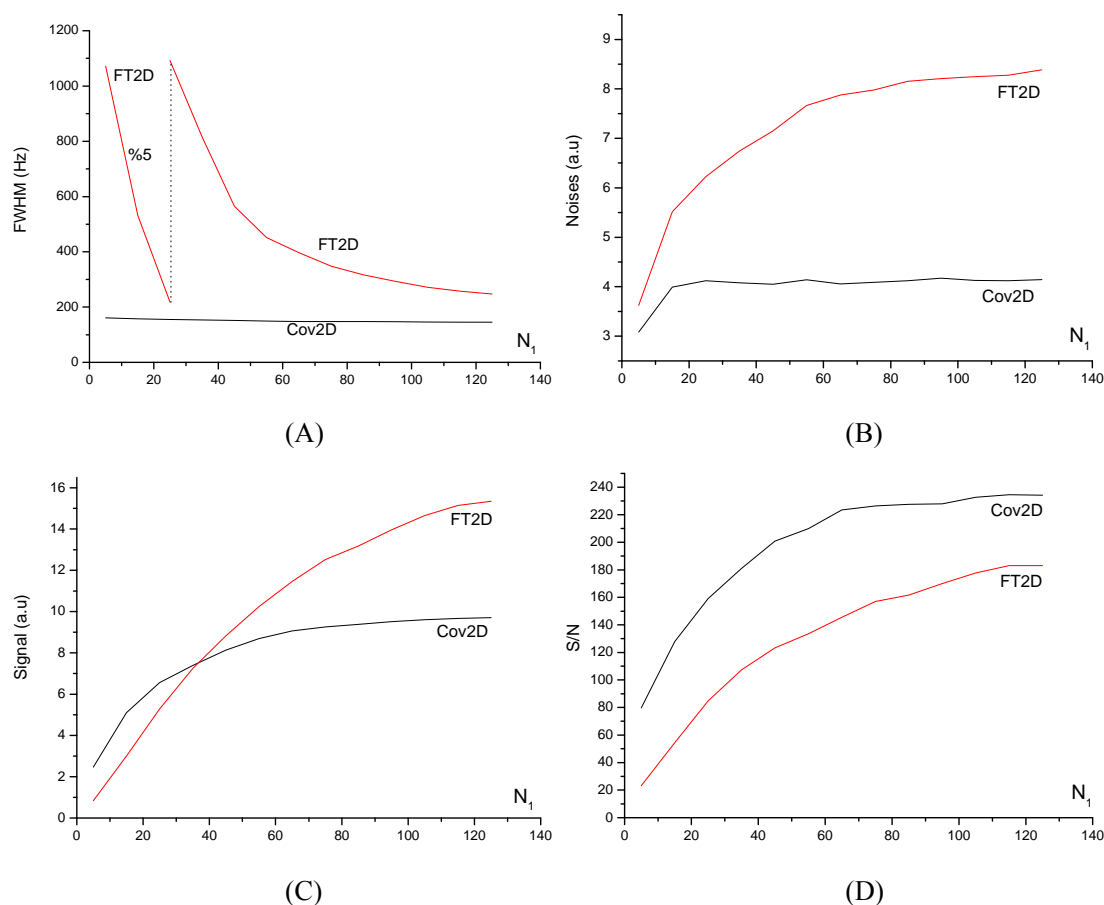 1200
1000
800
600
400
200
0
FWHM (Hz)
FT2D
%5
FT2D
Cov2D
N₁
0 20 40 60 80 100 120 140
(A)
9
8
7
6
5
4
3
Noises (a.u)
FT2D
Cov2D
N₁
0 20 40 60 80 100 120 140
(B)
16
14
12
10
8
6
4
2
0
Signal (a.u)
FT2D
Cov2D
N₁
0 20 40 60 80 100 120 140
(C)
240
220
200
180
160
140
120
100
80
60
40
20
0
S/N
Cov2D
FT2D
N₁
0 20 40 60 80 100 120 140
(D)